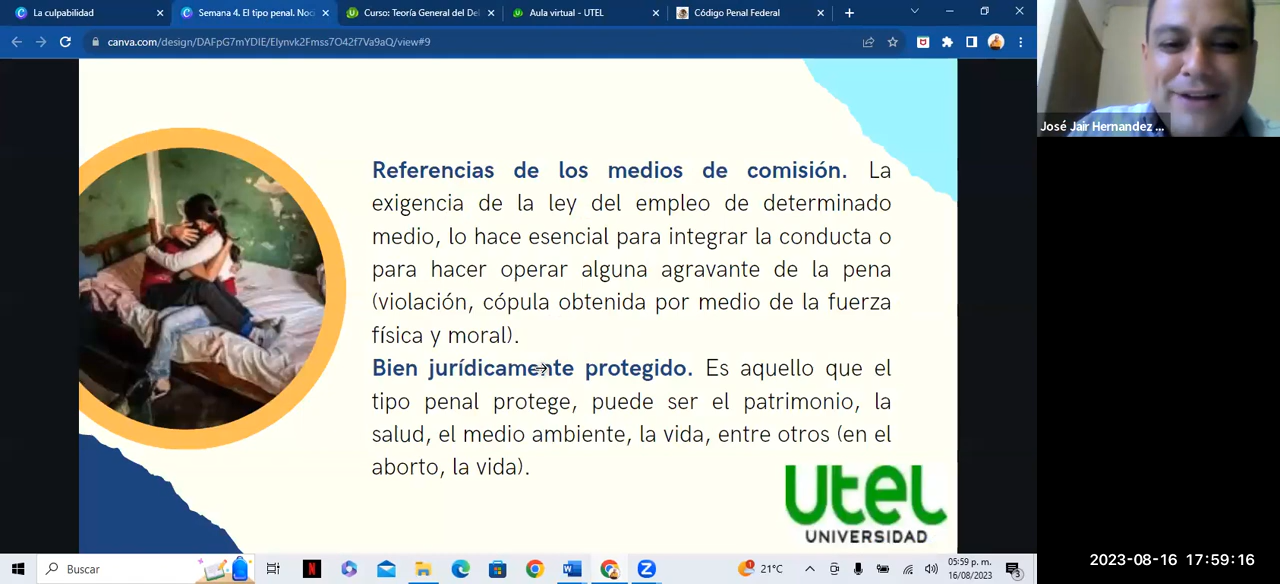 La culpabilidad
Semana 4. El tipo penal. Noc
Curso: Teoría General del De
Aula virtual - UTEL
Código Penal Federal
canva.com/design/DAFpG7mYDIE/Elynvk2Fmss7O42f7Va9aQ/view#9
José Jair Hernandez ...
Referencias de los medios de comisión. La
exigencia de la ley del empleo de determinado
medio, lo hace esencial para integrar la conducta o
para hacer operar alguna agravante de la pena
(violación, cópula obtenida por medio de la fuerza
física y moral).
Bien jurídicamente protegido. Es aquello que el
tipo penal protege, puede ser el patrimonio, la
salud, el medio ambiente, la vida, entre otros (en el
aborto, la vida).
Utel
UNIVERSIDAD
2023-08-16 17:59:16
Buscar
21°C
05:59 p. m.
16/08/2023
3